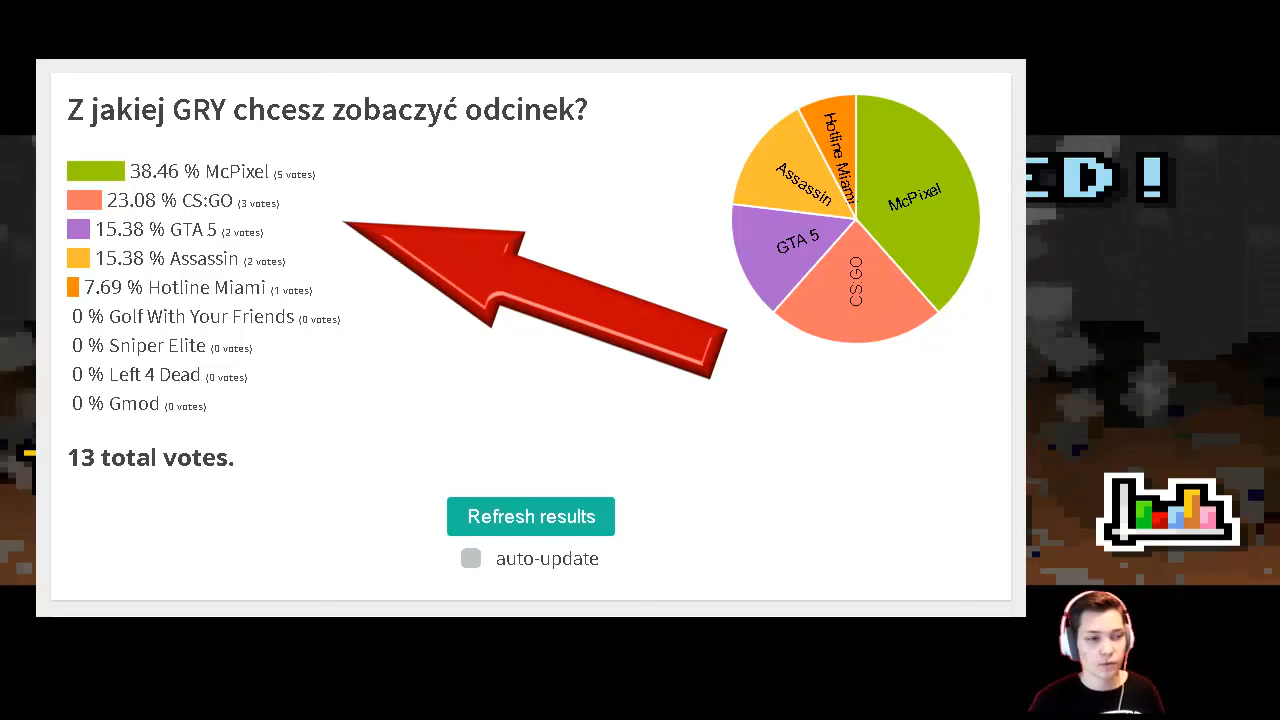 Z jakiej GRY chcesz zobaczyć odcinek?
38.46 % McPixel (5 votes)
23.08 % CS:GO (3 votes)
15.38 % GTA 5 (2 votes)
15.38 % Assassin (2 votes)
7.69 % Hotline Miami (1 votes)
0 % Golf With Your Friends (0 votes)
0 % Sniper Elite (0 votes)
0 % Left 4 Dead (0 votes)
0 % Gmod (0 votes)
13 total votes.
Refresh results
auto-update
Hotline Miami
Assassin
McPixel
GTA 5
CS:GO
ED!